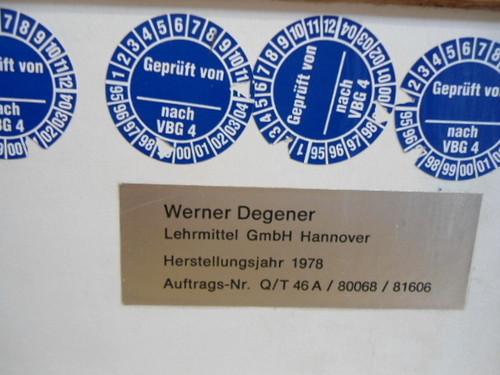 Geprüft von
nach
VBG 4
Geprüft von
nach
VBG 4
Geprüft von
nach
VBG 4
Geprüft von
nach
VBG 4
Werner Degener
Lehrmittel GmbH Hannover
Herstellungsjahr 1978
Auftrags-Nr. Q/T 46 A / 80068 / 81606